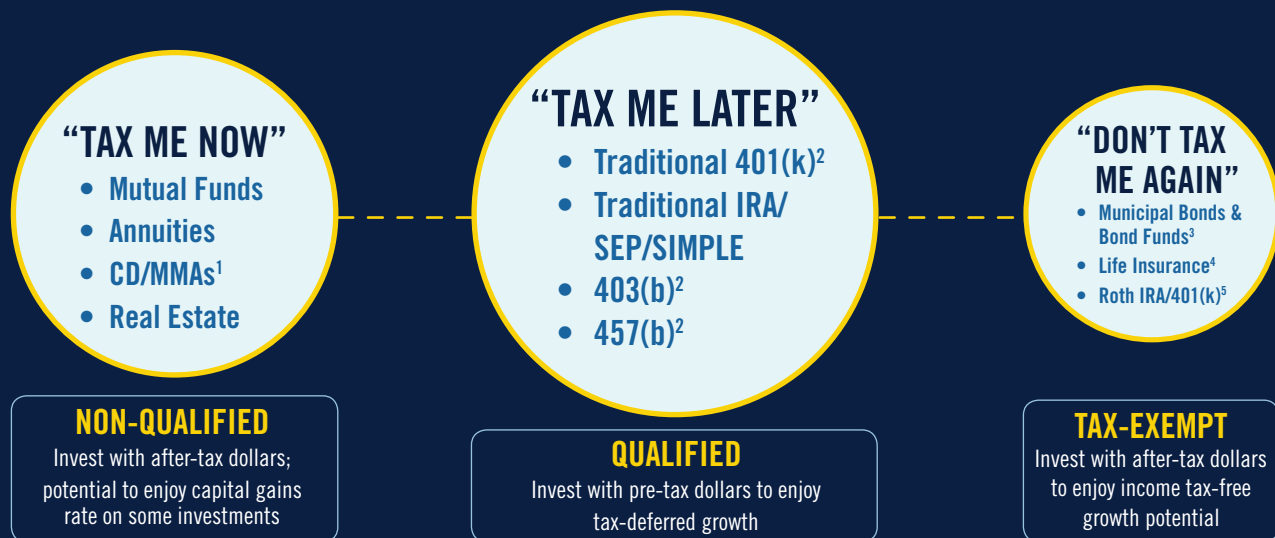 “TAX ME NOW”
• Mutual Funds
• Annuities
• CD/MMAs¹
• Real Estate
NON-QUALIFIED
Invest with after-tax dollars;
potential to enjoy capital gains
rate on some investments
“TAX ME LATER”
• Traditional 401(k)²
• Traditional IRA/
SEP/SIMPLE
• 403(b)²
• 457(b)²
QUALIFIED
Invest with pre-tax dollars to enjoy
tax-deferred growth
“DON’T TAX
ME AGAIN”
• Municipal Bonds &
Bond Funds³
• Life Insurance⁴
• Roth IRA/401(k)⁵
TAX-EXEMPT
Invest with after-tax dollars
to enjoy income tax-free
growth potential